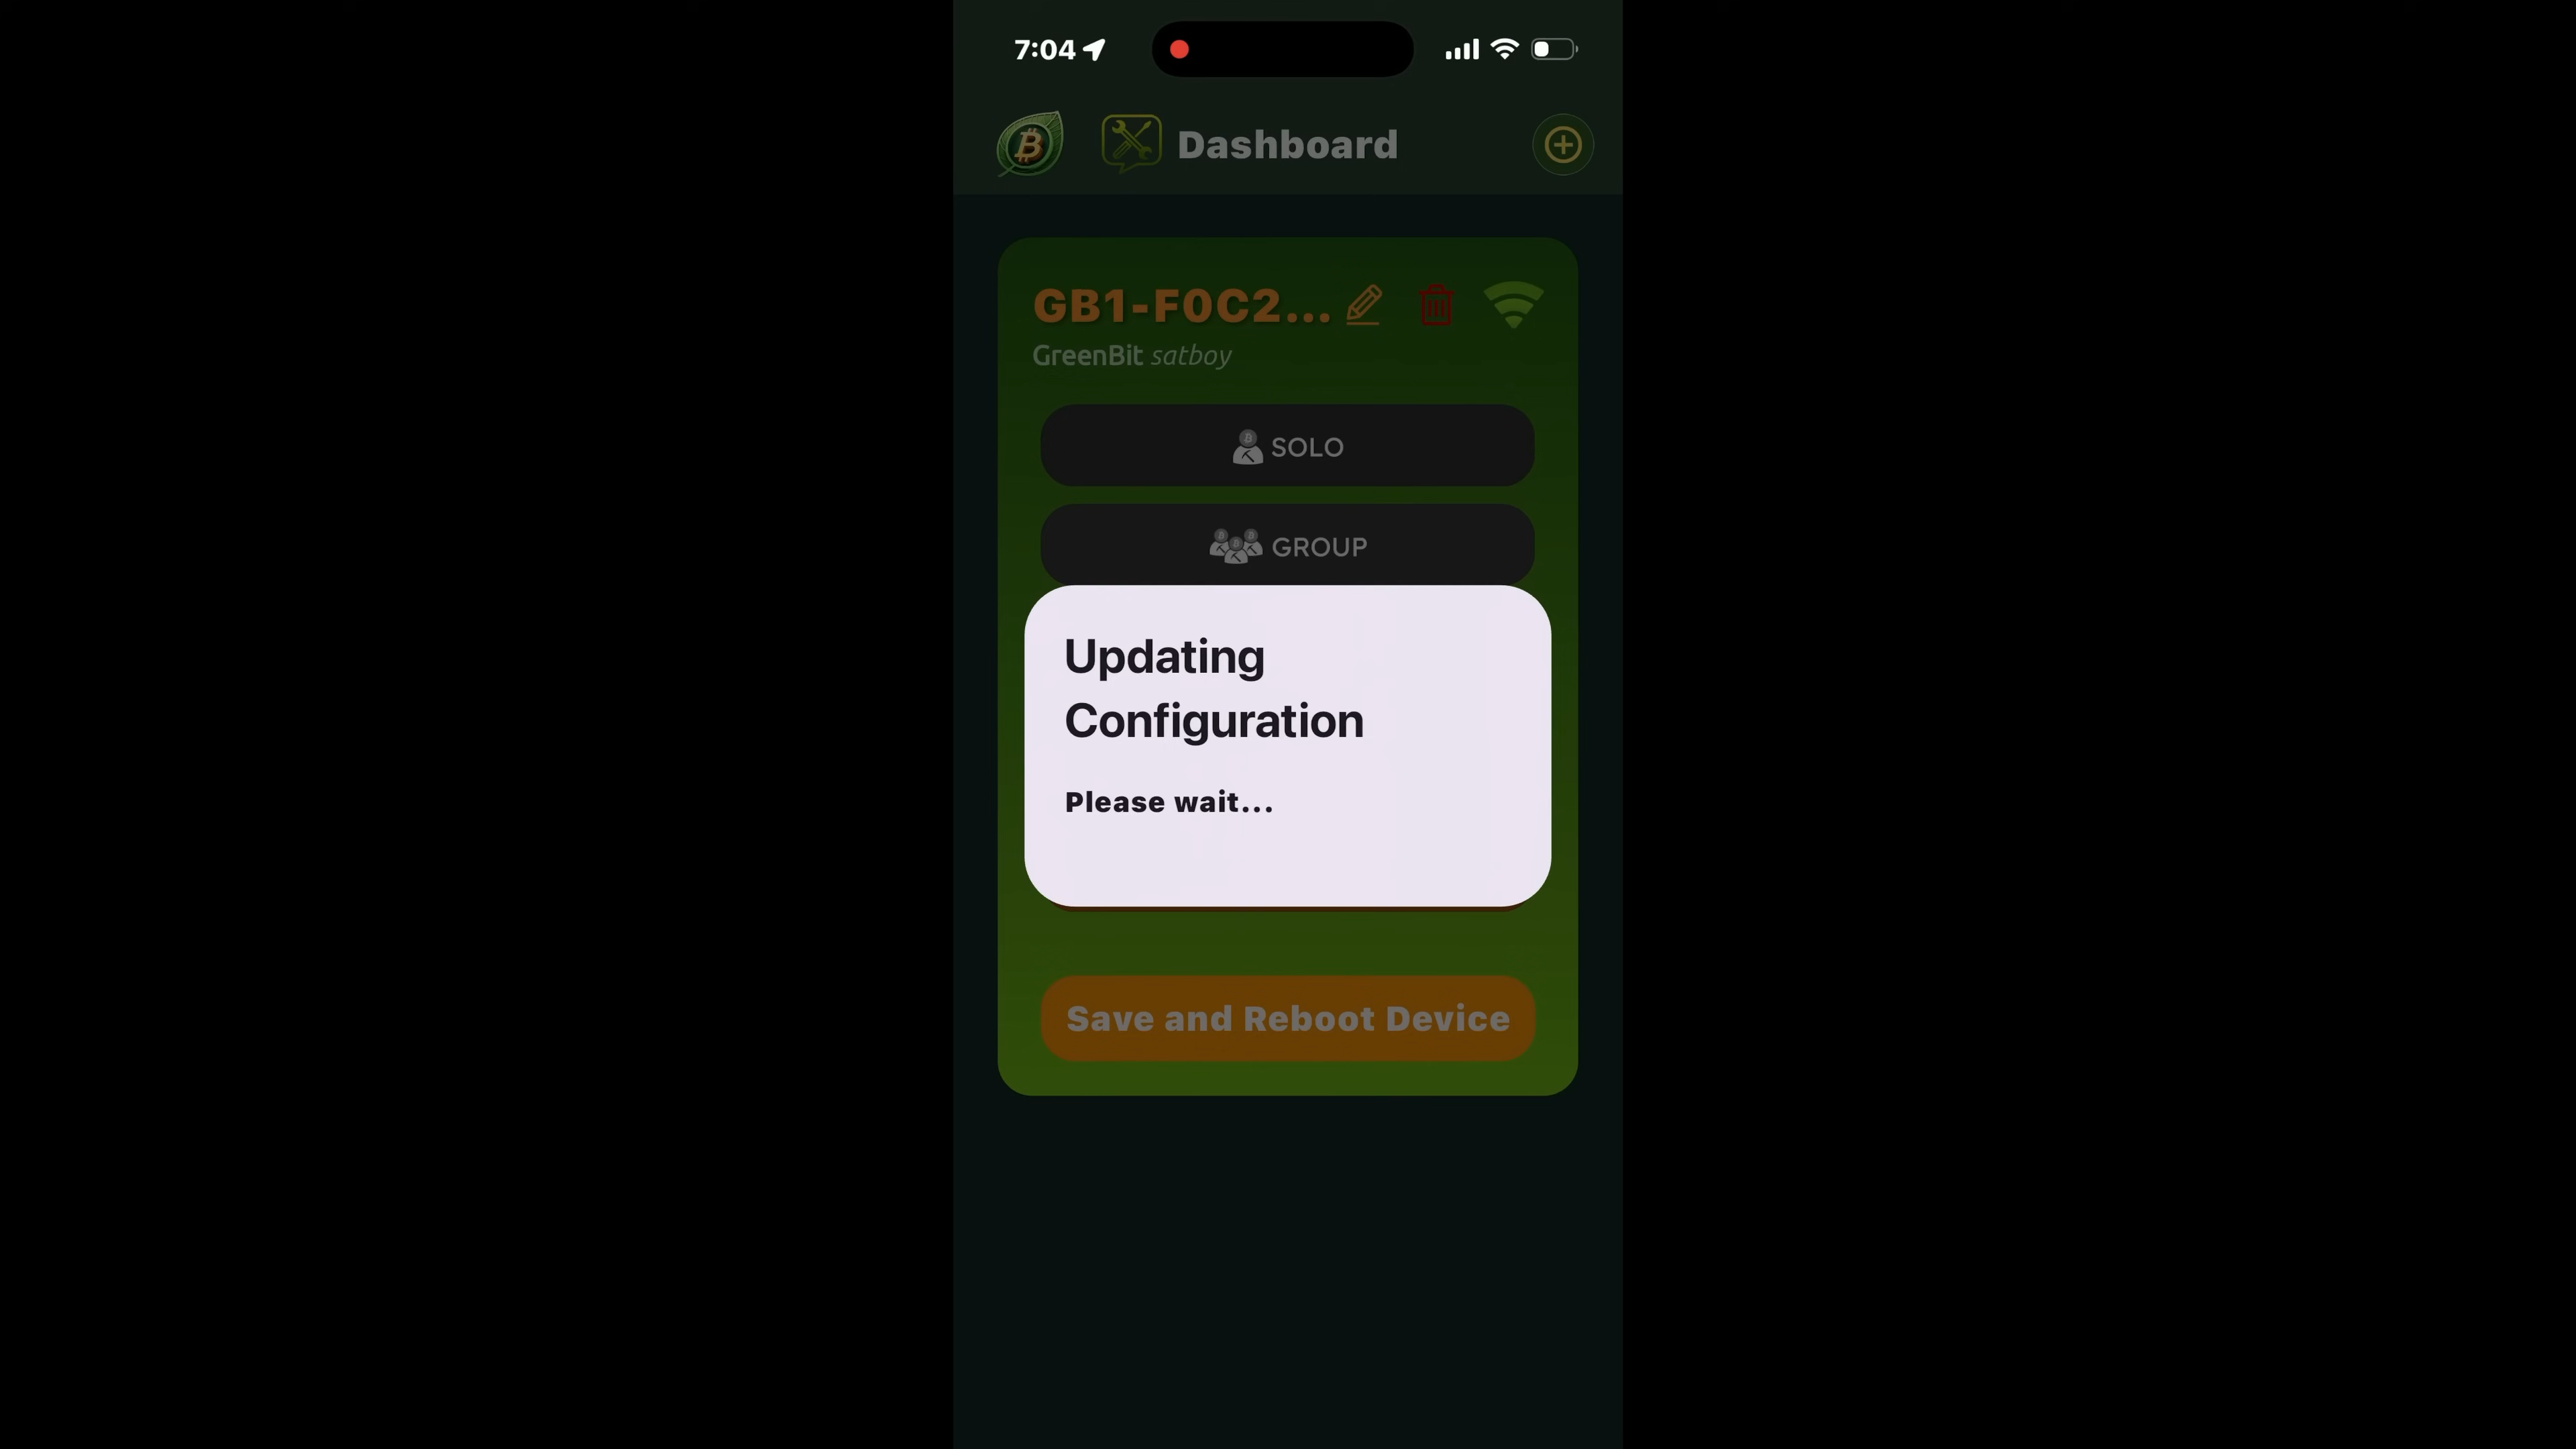 7:04
Dashboard
GB1-F0C2...
GreenBit satboy
SOLO
GROUP
Updating
Configuration
Please wait...
Save and Reboot Device